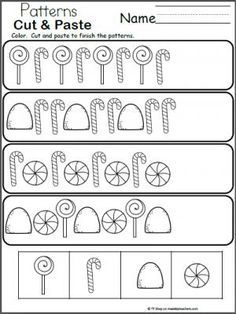 Patterns
Cut & Paste
Name
Color. Cut and paste to finish the patterns.